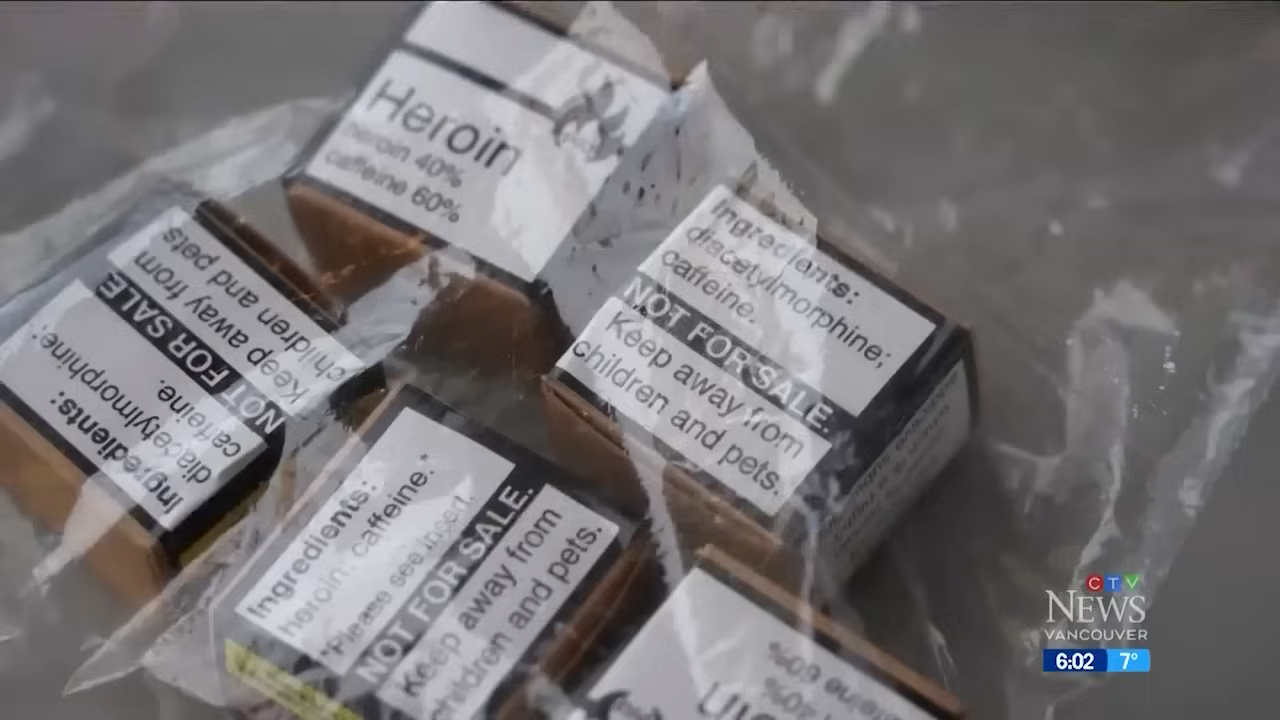 Heroin
heroin 40%
caffeine 60%
Ingredients:
diacetylmorphine;
caffeine.
NOT FOR SALE.
Keep away from
children and pets.
Ingredients:
diacetylmorphine;
caffeine.
NOT FOR SALE
Keep away from
children and pets
Ingredients:
heroin caffeine.*
*Please see insert.
NOT FOR SALE.
Keep away from
children and pets.
40%
60%
CTV
NEWS
VANCOUVER
6:02 7°